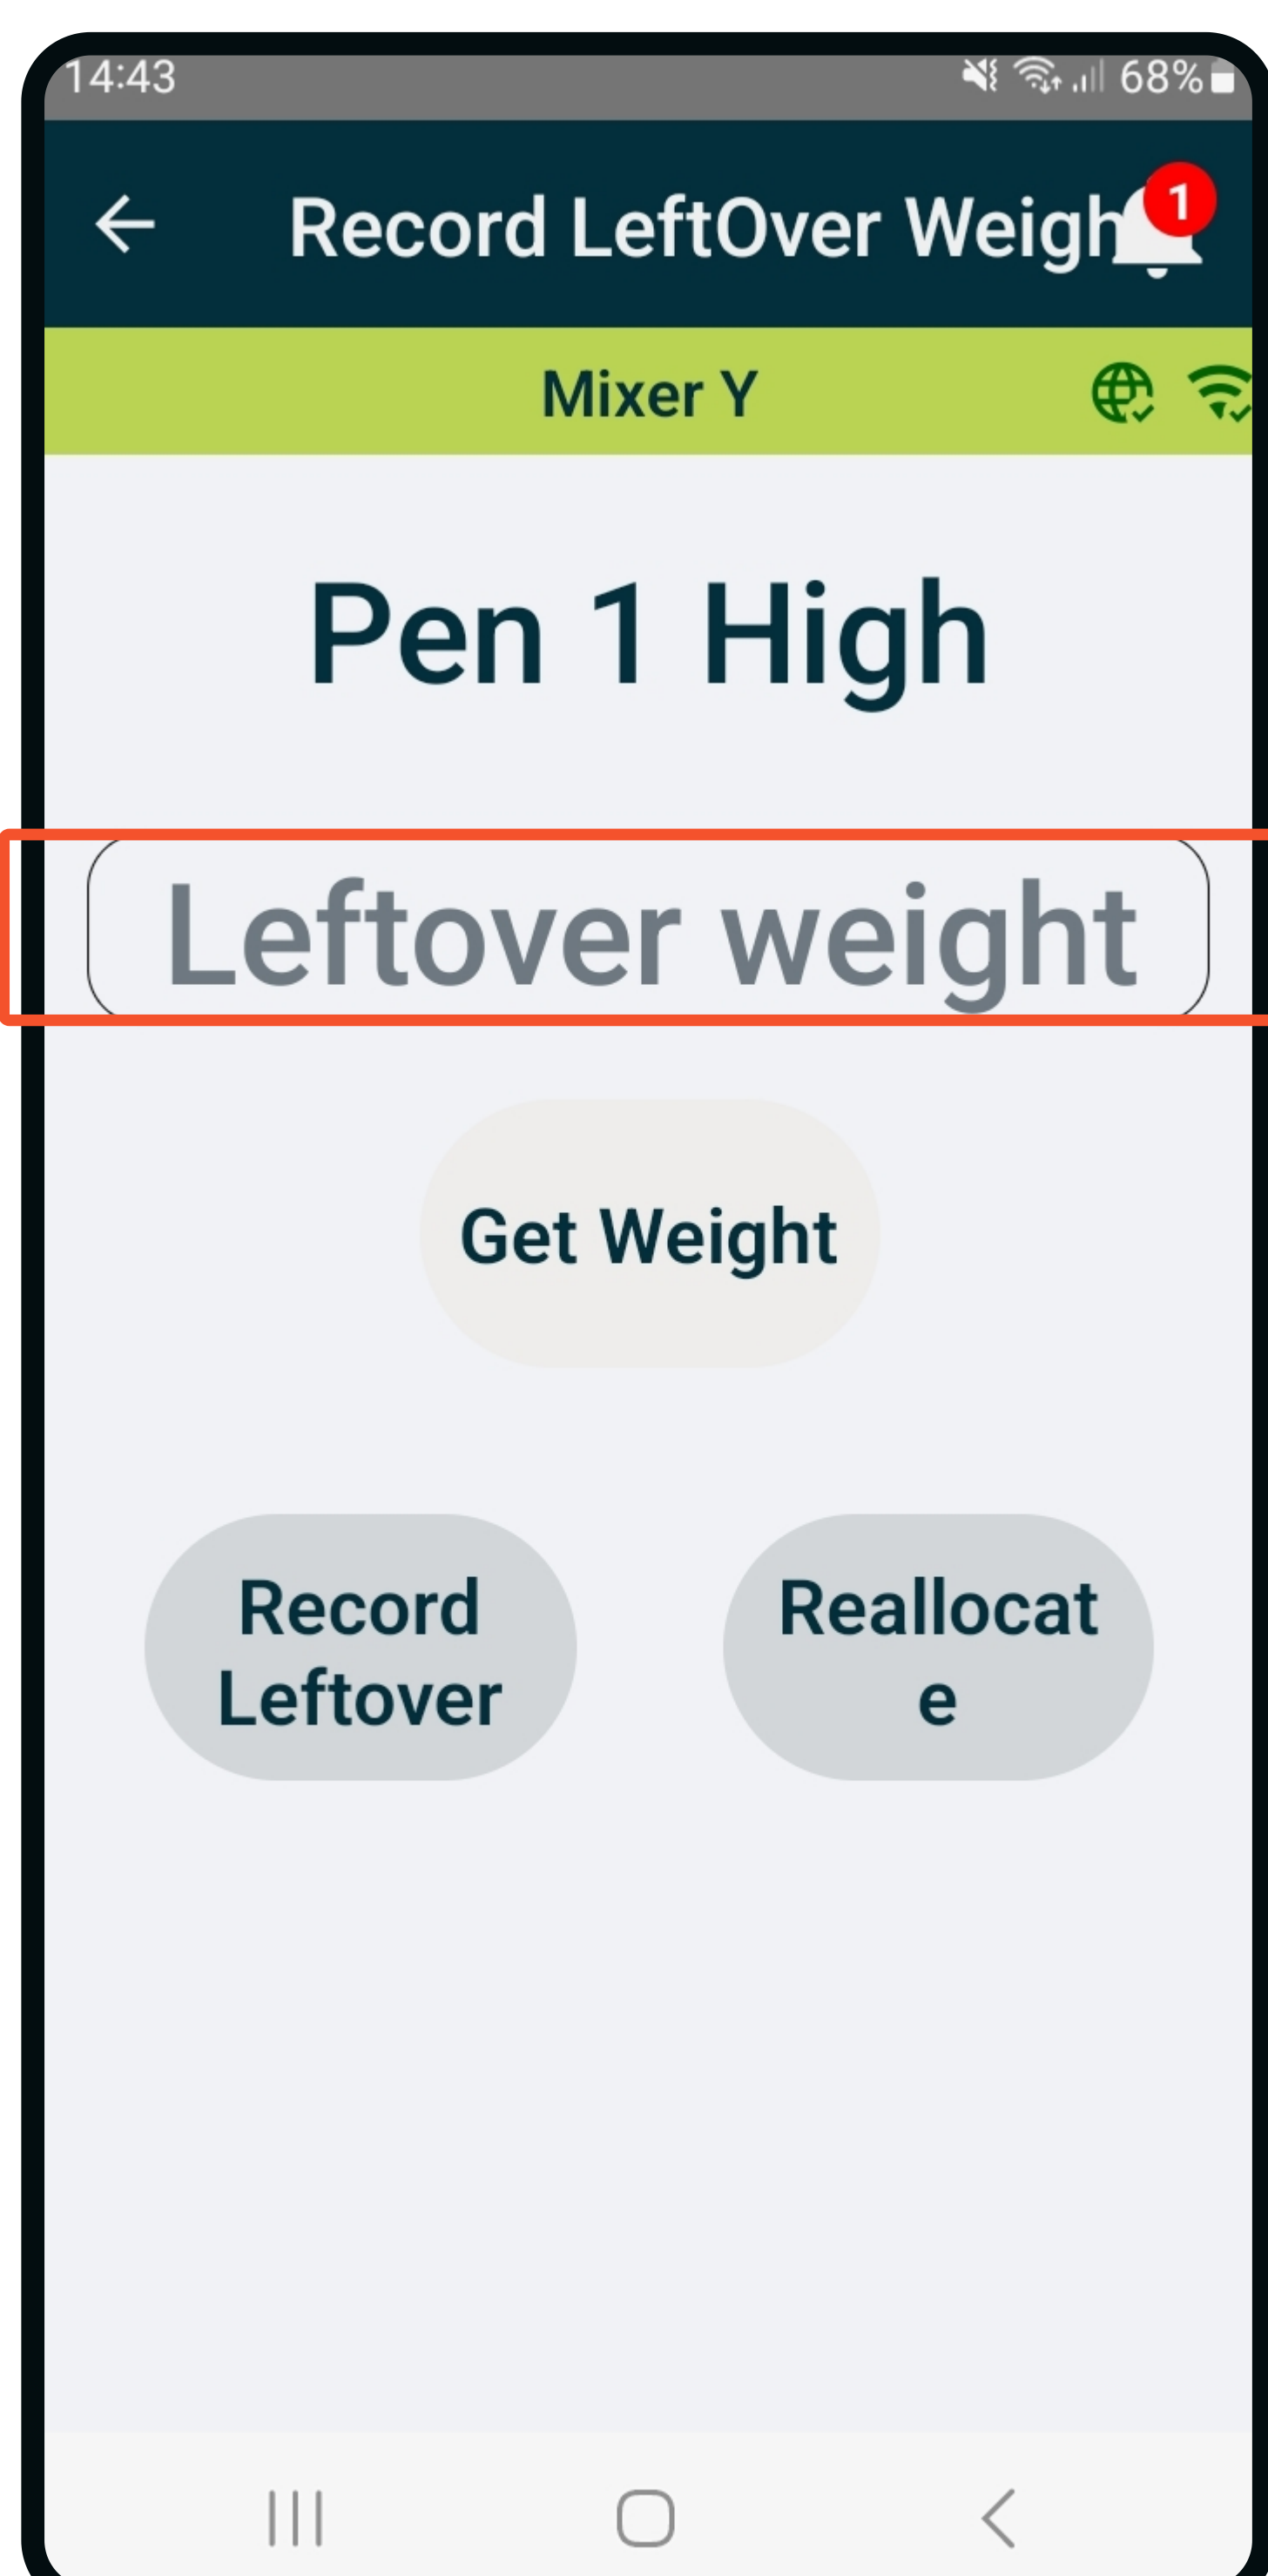 14:43 68%
Record LeftOver Weigh 1
Mixer Y
Pen 1 High
Leftover weight
Get Weight
Record
Leftover
Reallocat
e